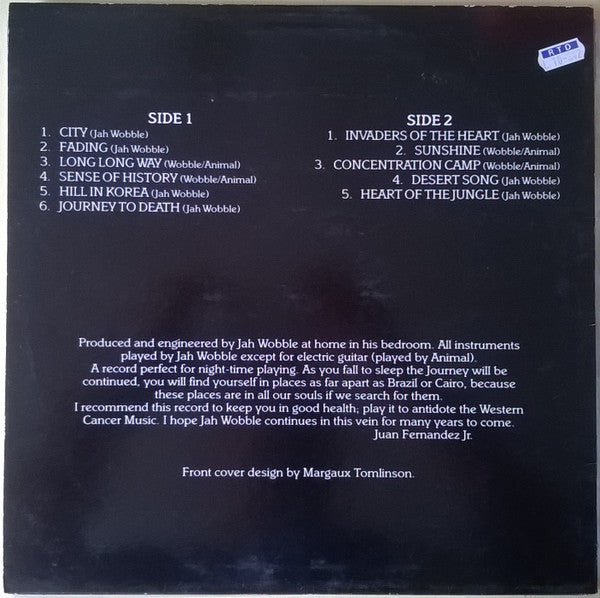 RTD
SIDE 1
1. CITY (Jah Wobble)
2. FADING (Jah Wobble)
3. LONG LONG WAY (Wobble/Animal)
4. SENSE OF HISTORY (Wobble/Animal)
5. HILL IN KOREA (Jah Wobble)
6. JOURNEY TO DEATH (Jah Wobble)
SIDE 2
1. INVADERS OF THE HEART (Jah Wobble)
2. SUNSHINE (Wobble/Animal)
3. CONCENTRATION CAMP (Wobble/Animal)
4. DESERT SONG (Jah Wobble)
5. HEART OF THE JUNGLE (Jah Wobble)
Produced and engineered by Jah Wobble at home in his bedroom. All instruments
played by Jah Wobble except for electric guitar (played by Animal).
A record perfect for night-time playing. As you fall to sleep the Journey will be
continued, you will find yourself in places as far apart as Brazil or Cairo, because
these places are in all our souls if we search for them.
I recommend this record to keep you in good health; play it to antidote the Western
Cancer Music. I hope Jah Wobble continues in this vein for many years to come.
Juan Fernandez Jr.
Front cover design by Margaux Tomlinson.